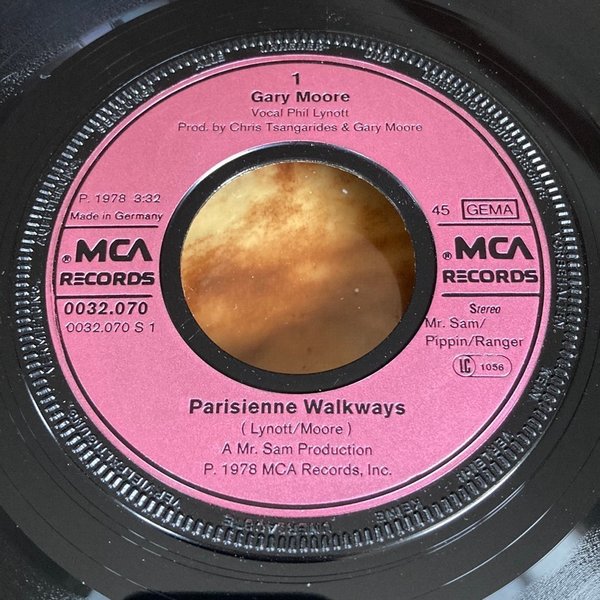 1
Gary Moore
Vocal Phil Lynott
Prod. by Chris Tsangarides & Gary Moore
P. 1978 3:32
Made in Germany
® MCA
RECORDS
0032.070
0032.070 S 1
45 GEMA
® MCA
RECORDS
Stereo
Mr. Sam/
Pippin/Ranger
LC 1056
Parisienne Walkways
( Lynott/Moore )
A Mr. Sam Production
P. 1978 MCA Records, Inc.